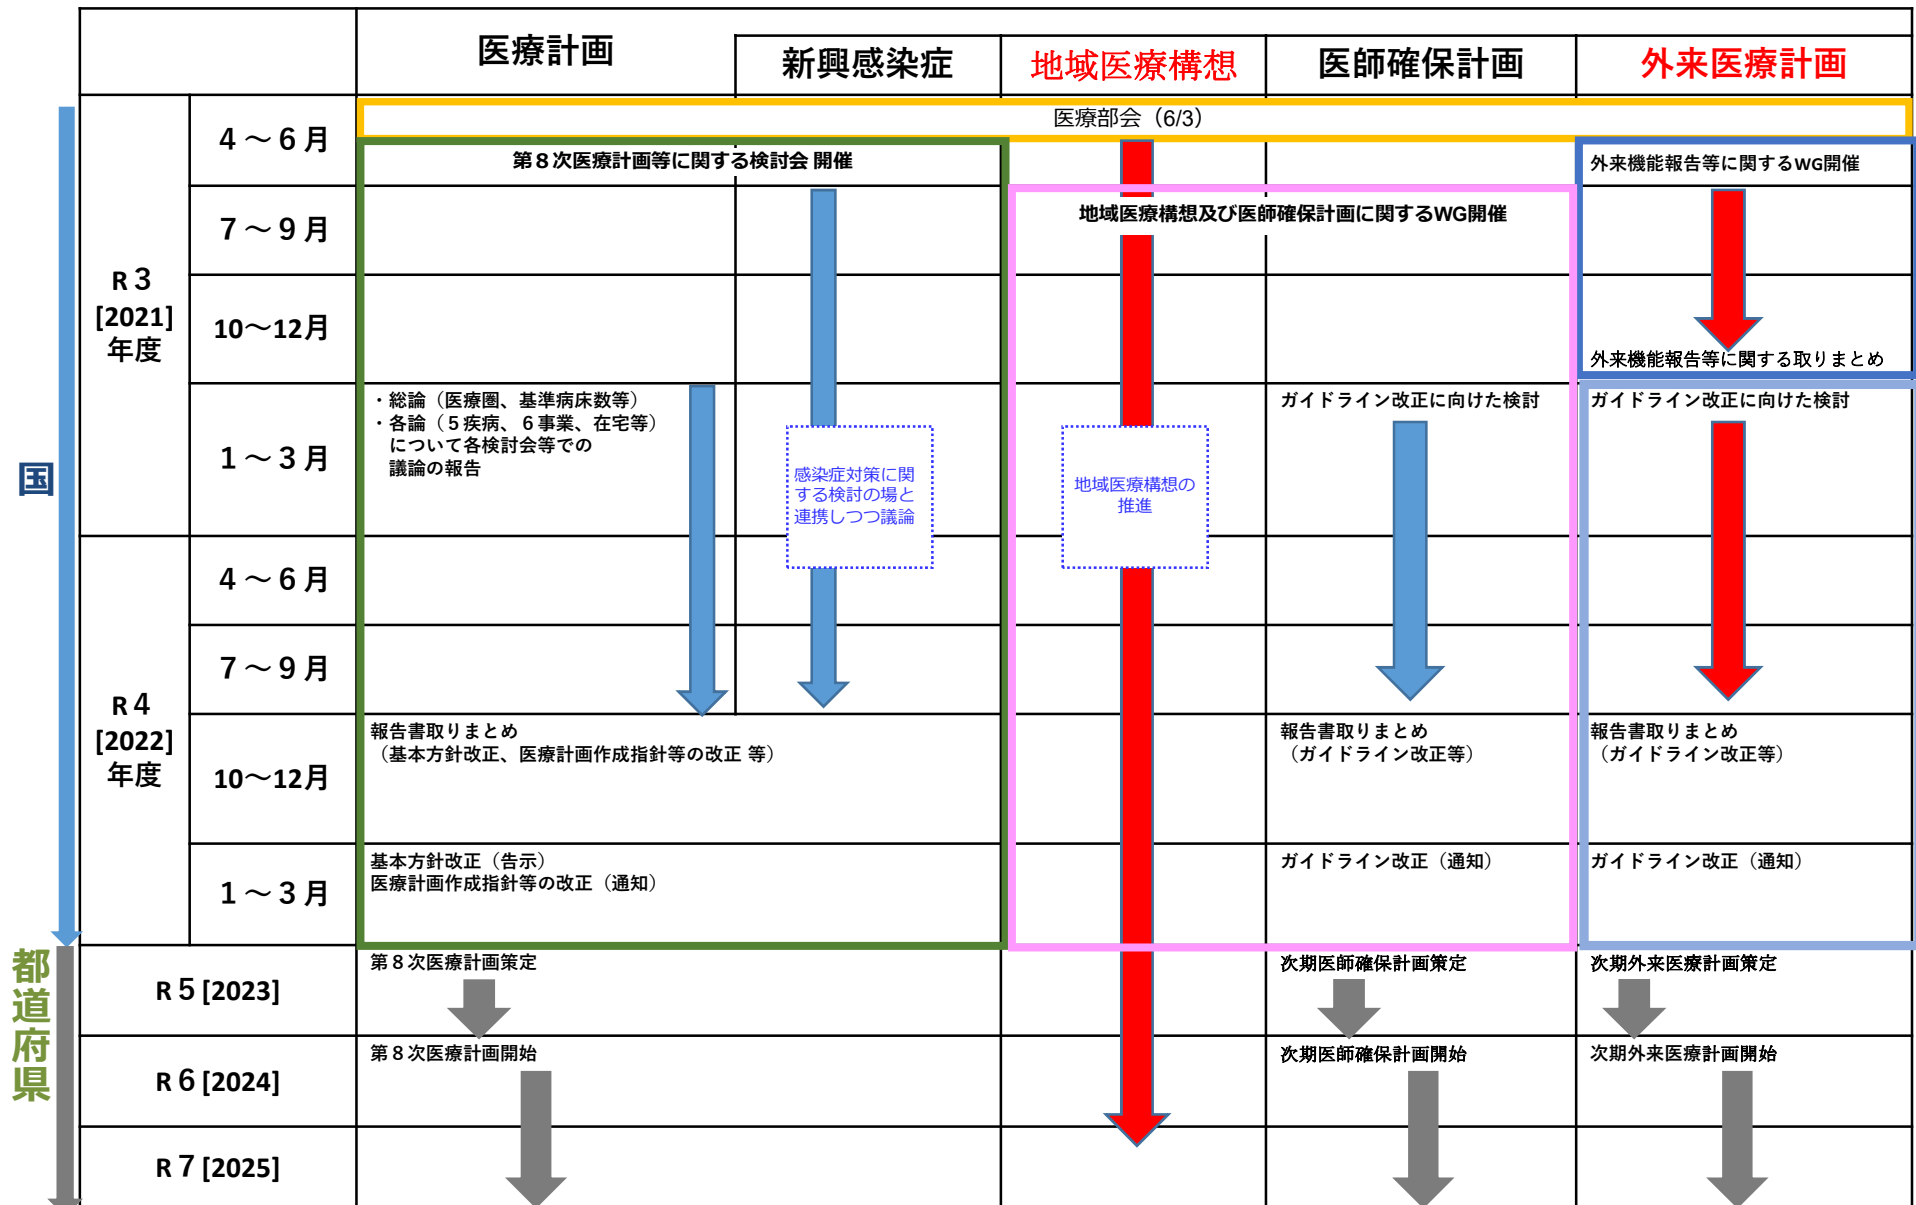 医療計画
新興感染症
地域医療構想
医師確保計画
外来医療計画
国
都道府県
R３
[2021]
年度
４～６月
医療部会（6/3）
第８次医療計画等に関する検討会 開催
外来機能報告等に関するWG開催
７～９月
地域医療構想及び医師確保計画に関するWG開催
10～12月
外来機能報告等に関する取りまとめ
１～３月
・総論（医療圏、基準病床数等）
・各論（５疾病、６事業、在宅等）
について各検討会等での
議論の報告
感染症対策に関
する検討の場と
連携しつつ議論
地域医療構想の
推進
ガイドライン改正に向けた検討
ガイドライン改正に向けた検討
R４
[2022]
年度
４～６月
７～９月
10～12月
報告書取りまとめ
（基本方針改正、医療計画作成指針等の改正 等）
報告書取りまとめ
（ガイドライン改正等）
報告書取りまとめ
（ガイドライン改正等）
１～３月
基本方針改正（告示）
医療計画作成指針等の改正（通知）
ガイドライン改正（通知）
ガイドライン改正（通知）
R５[2023]
第８次医療計画策定
次期医師確保計画策定
次期外来医療計画策定
R６[2024]
第８次医療計画開始
次期医師確保計画開始
次期外来医療計画開始
R７[2025]